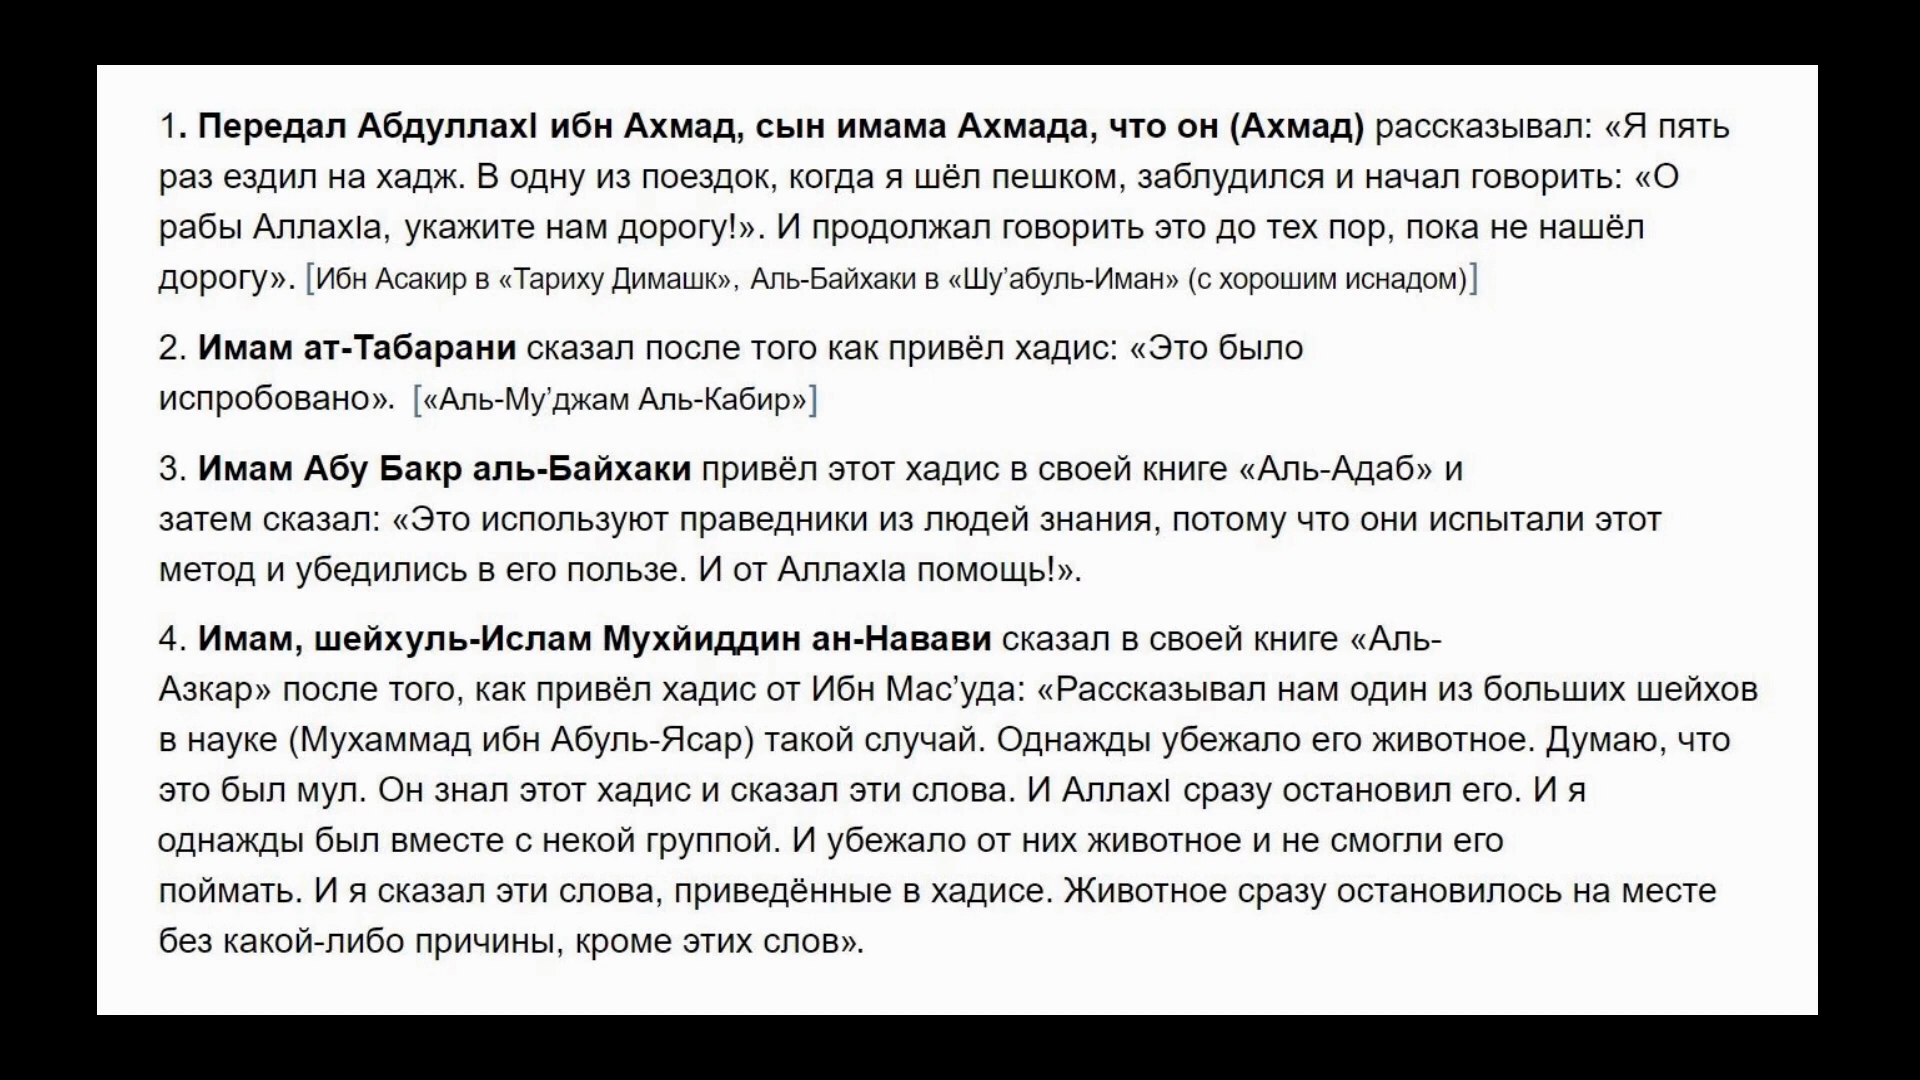 1. Передал АбдуллахI ибн Ахмад, сын имама Ахмада, что он (Ахмад) рассказывал: «Я пять
раз ездил на хадж. В одну из поездок, когда я шёл пешком, заблудился и начал говорить: «О
рабы АллахIа, укажите нам дорогу!». И продолжал говорить это до тех пор, пока не нашёл
дорогу». [Ибн Асакир в «Тариху Димашк», Аль-Байхаки в «Шу’абуль-Иман» (с хорошим иснадом)]
2. Имам ат-Табарани сказал после того как привёл хадис: «Это было
испробовано». [«Аль-Му’джам Аль-Кабир»]
3. Имам Абу Бакр аль-Байхаки привёл этот хадис в своей книге «Аль-Адаб» и
затем сказал: «Это используют праведники из людей знания, потому что они испытали этот
метод и убедились в его пользе. И от АллахIа помощь!».
4. Имам, шейхуль-Ислам Мухйиддин ан-Навави сказал в своей книге «Аль-
Азкар» после того, как привёл хадис от Ибн Мас’уда: «Рассказывал нам один из больших шейхов
в науке (Мухаммад ибн Абуль-Ясар) такой случай. Однажды убежало его животное. Думаю, что
это был мул. Он знал этот хадис и сказал эти слова. И АллахI сразу остановил его. И я
однажды был вместе с некой группой. И убежало от них животное и не смогли его
поймать. И я сказал эти слова, приведённые в хадисе. Животное сразу остановилось на месте
без какой-либо причины, кроме этих слов».